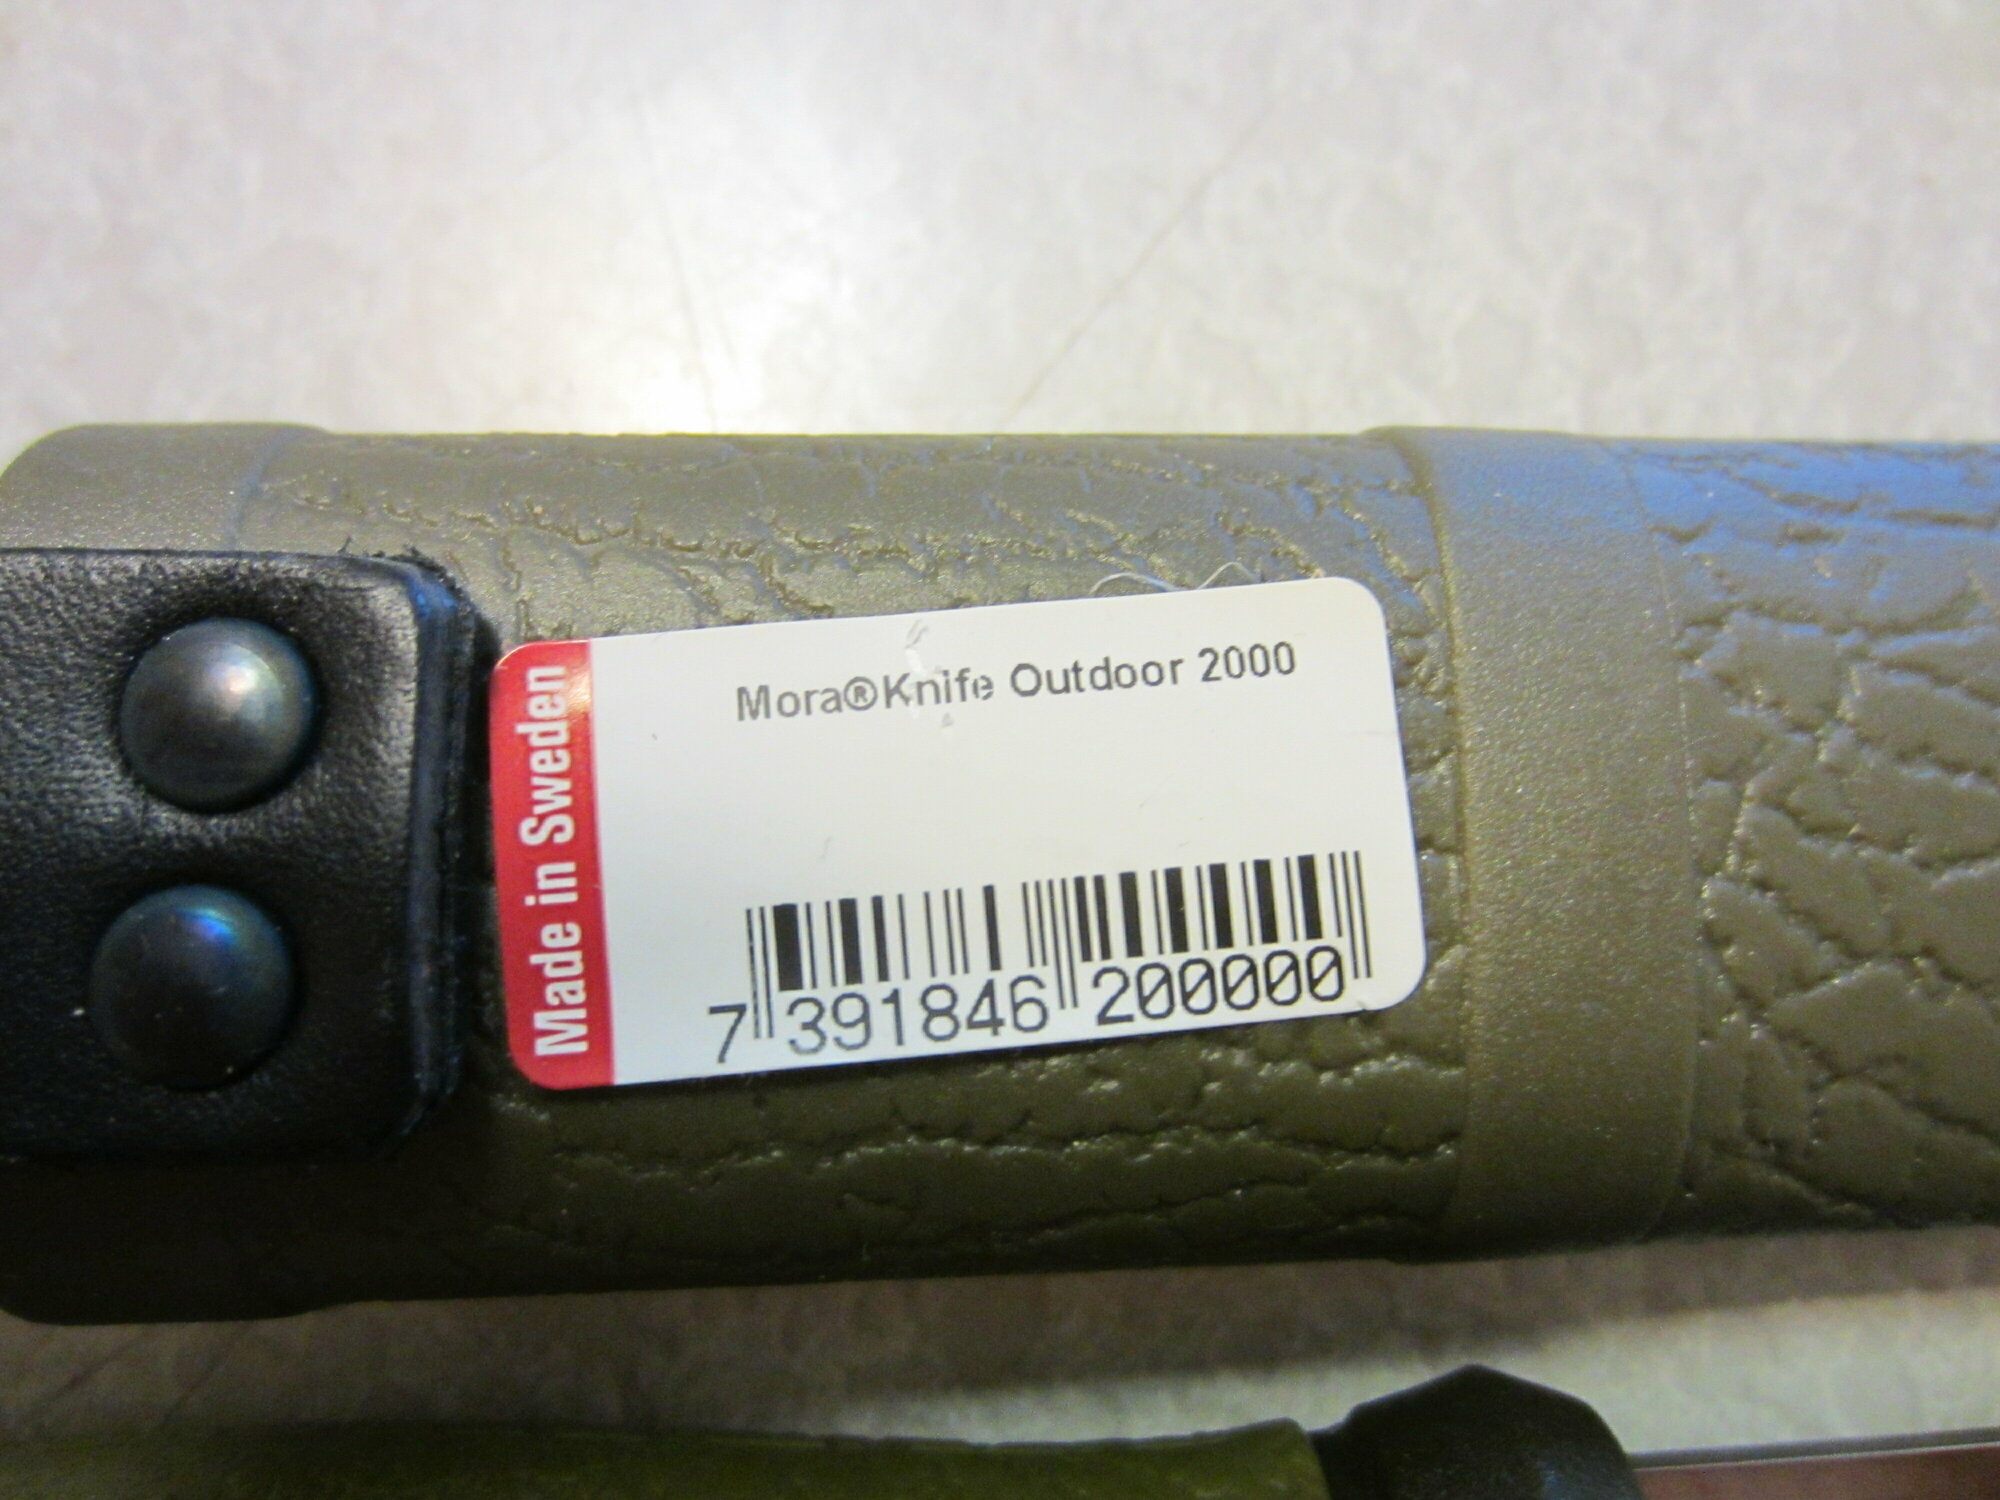 Made in Sweden
Mora®Knife Outdoor 2000
7 391846 200000